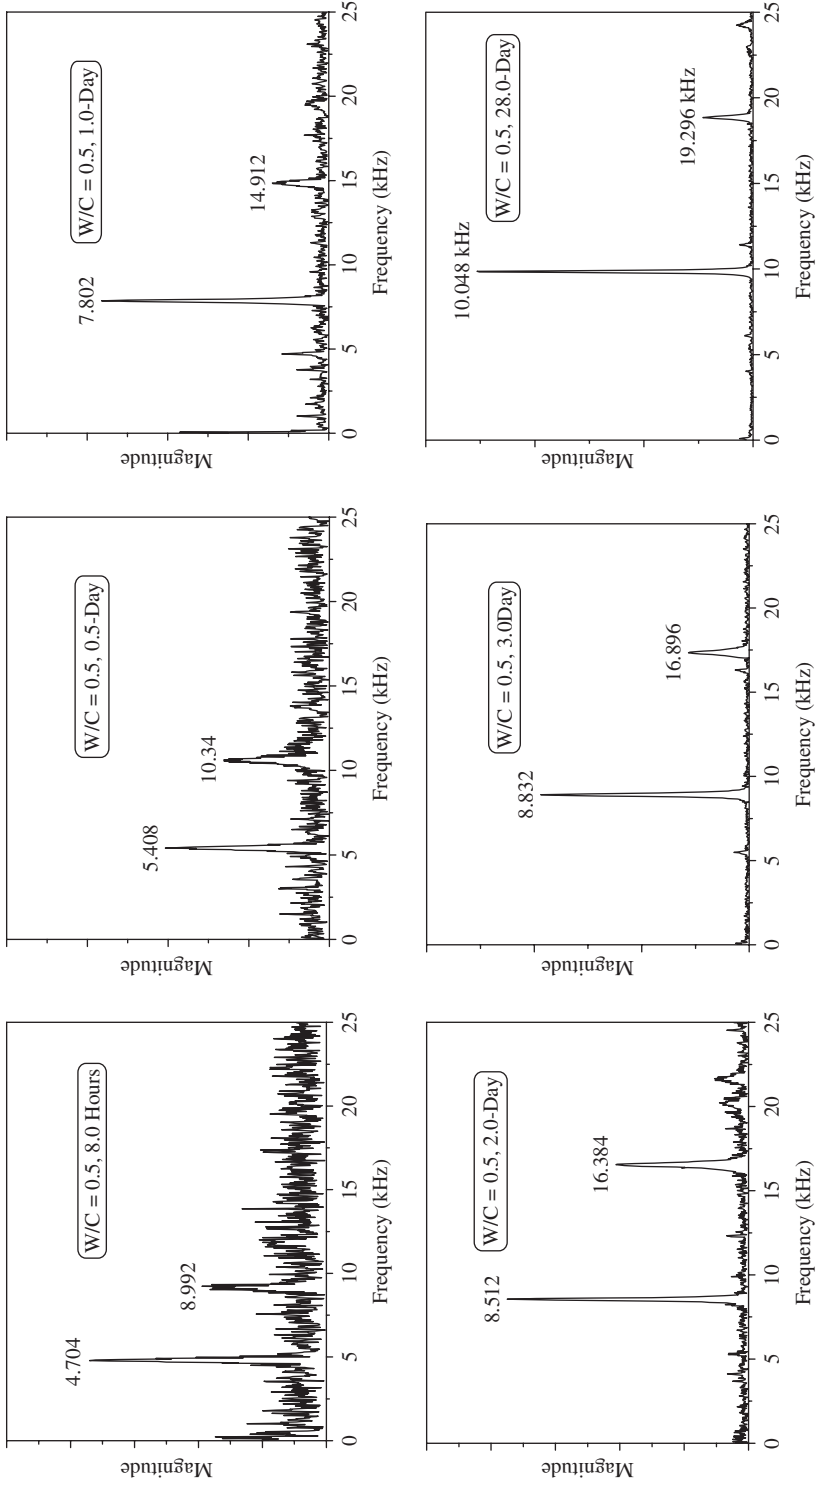 Magnitude
4.704
8.992
W/C = 0.5, 8.0 Hours
0 5 10 15 20 25
Frequency (kHz)
Magnitude
5.408
10.34
W/C = 0.5, 0.5-Day
0 5 10 15 20 25
Frequency (kHz)
Magnitude
7.802
14.912
W/C = 0.5, 1.0-Day
0 5 10 15 20 25
Frequency (kHz)
Magnitude
8.512
16.384
W/C = 0.5, 2.0-Day
0 5 10 15 20 25
Frequency (kHz)
Magnitude
8.832
16.896
W/C = 0.5, 3.0Day
0 5 10 15 20 25
Frequency (kHz)
Magnitude
10.048 kHz
19.296 kHz
W/C = 0.5, 28.0-Day
0 5 10 15 20 25
Frequency (kHz)